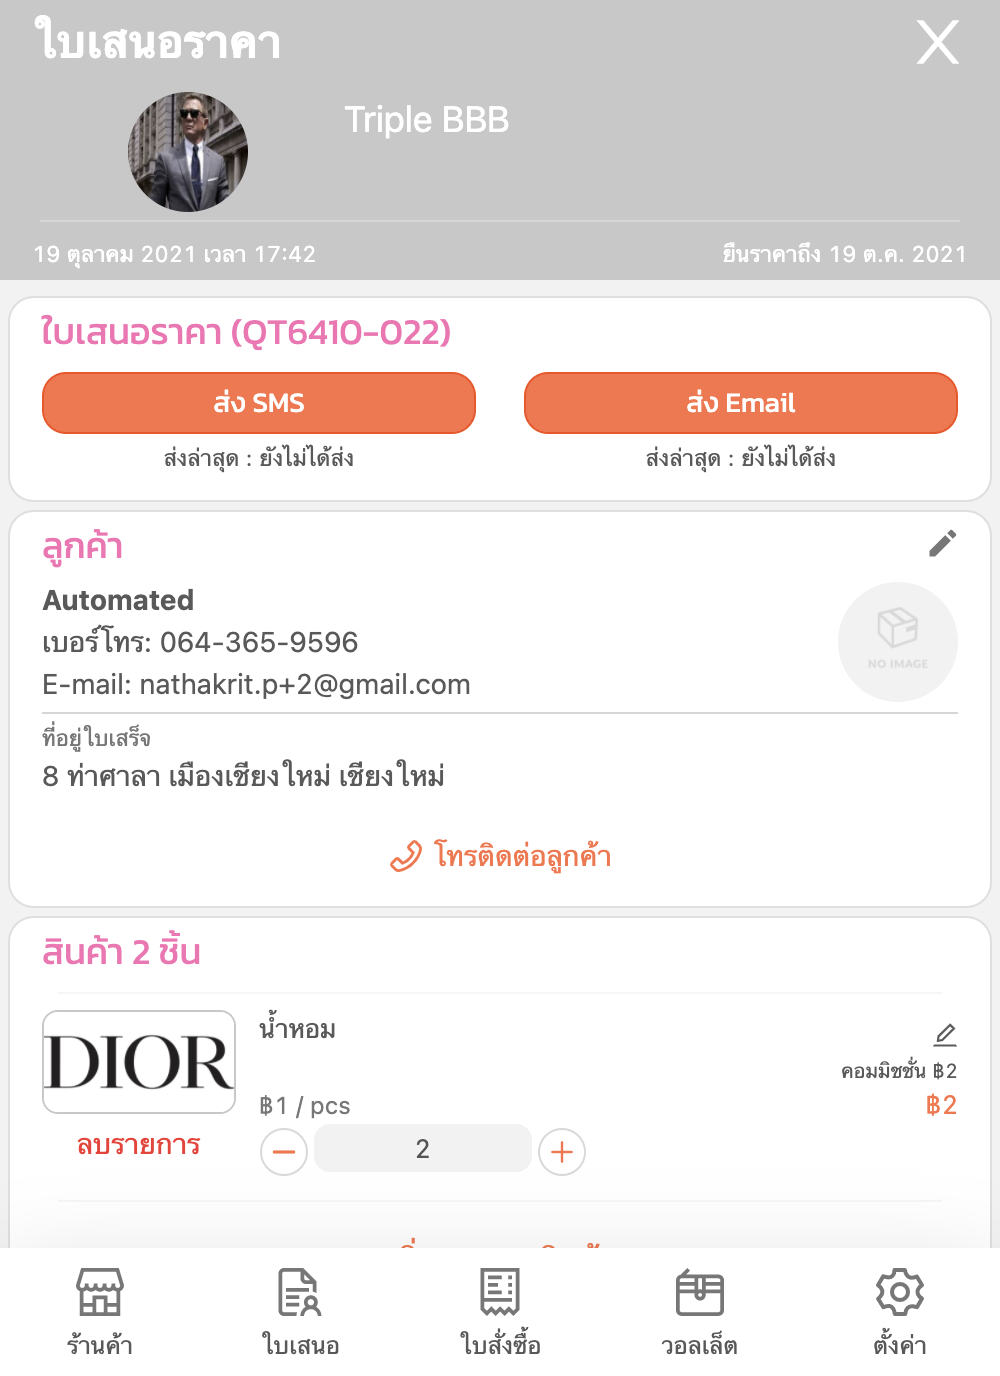 ใบเสนอราคา
Triple BBB
19 ตุลาคม 2021 เวลา 17:42
ยืนราคาถึง 19 ต.ค. 2021
ใบเสนอราคา (QT6410-022)
ส่ง SMS
ส่ง Email
ส่งล่าสุด : ยังไม่ได้ส่ง
ส่งล่าสุด : ยังไม่ได้ส่ง
ลูกค้า
Automated
เบอร์โทร: 064-365-9596
E-mail: nathakrit.p+2@gmail.com
NO IMAGE
ที่อยู่ใบเสร็จ
8 ท่าศาลา เมืองเชียงใหม่ เชียงใหม่
โทรติดต่อลูกค้า
สินค้า 2 ชิ้น
DIOR
น้ำหอม
คอมมิชชั่น ฿2
฿1 / pcs
฿2
ลบรายการ
2
ร้านค้า
ใบเสนอ
ใบสั่งซื้อ
วอลเล็ต
ตั้งค่า